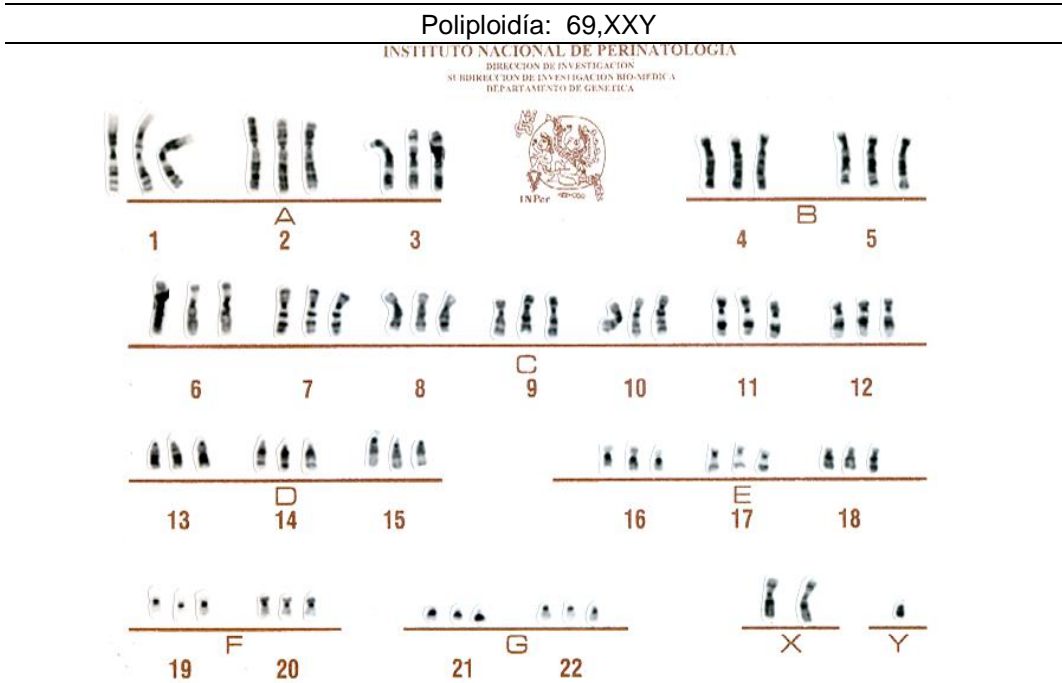 Poliploidía: 69,XXY
INSTITUTO NACIONAL DE PERINATOLOGIA
DIRECCION DE INVESTIGACION
SUBDIRECCION DE INVESTIGACION BIO-MEDICA
DEPARTAMENTO DE GENETICA
INPer
A
B
1 2 3 4 5
C
6 7 8 9 10 11 12
D E
13 14 15 16 17 18
F G X Y
19 20 21 22